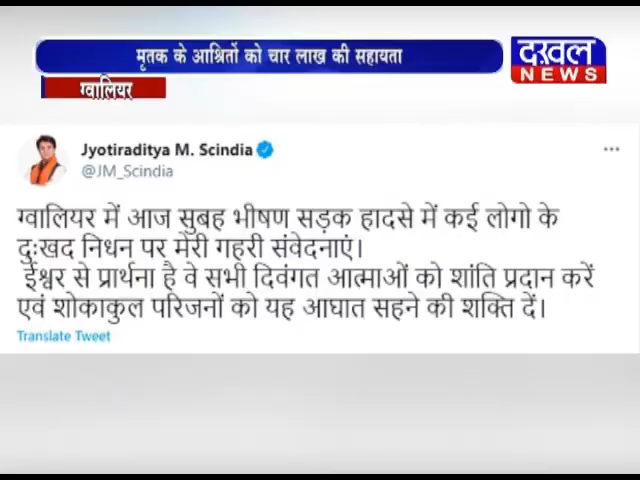 मृतक के आश्रितों को चार लाख की सहायता
दखल
NEWS
ग्वालियर
Jyotiraditya M. Scindia
@JM_Scindia
ग्वालियर में आज सुबह भीषण सड़क हादसे में कई लोगो के
दुःखद निधन पर मेरी गहरी संवेदनाएं।
ईश्वर से प्रार्थना है वे सभी दिवंगत आत्माओं को शांति प्रदान करें
एवं शोकाकुल परिजनों को यह आघात सहने की शक्ति दें।
Translate Tweet